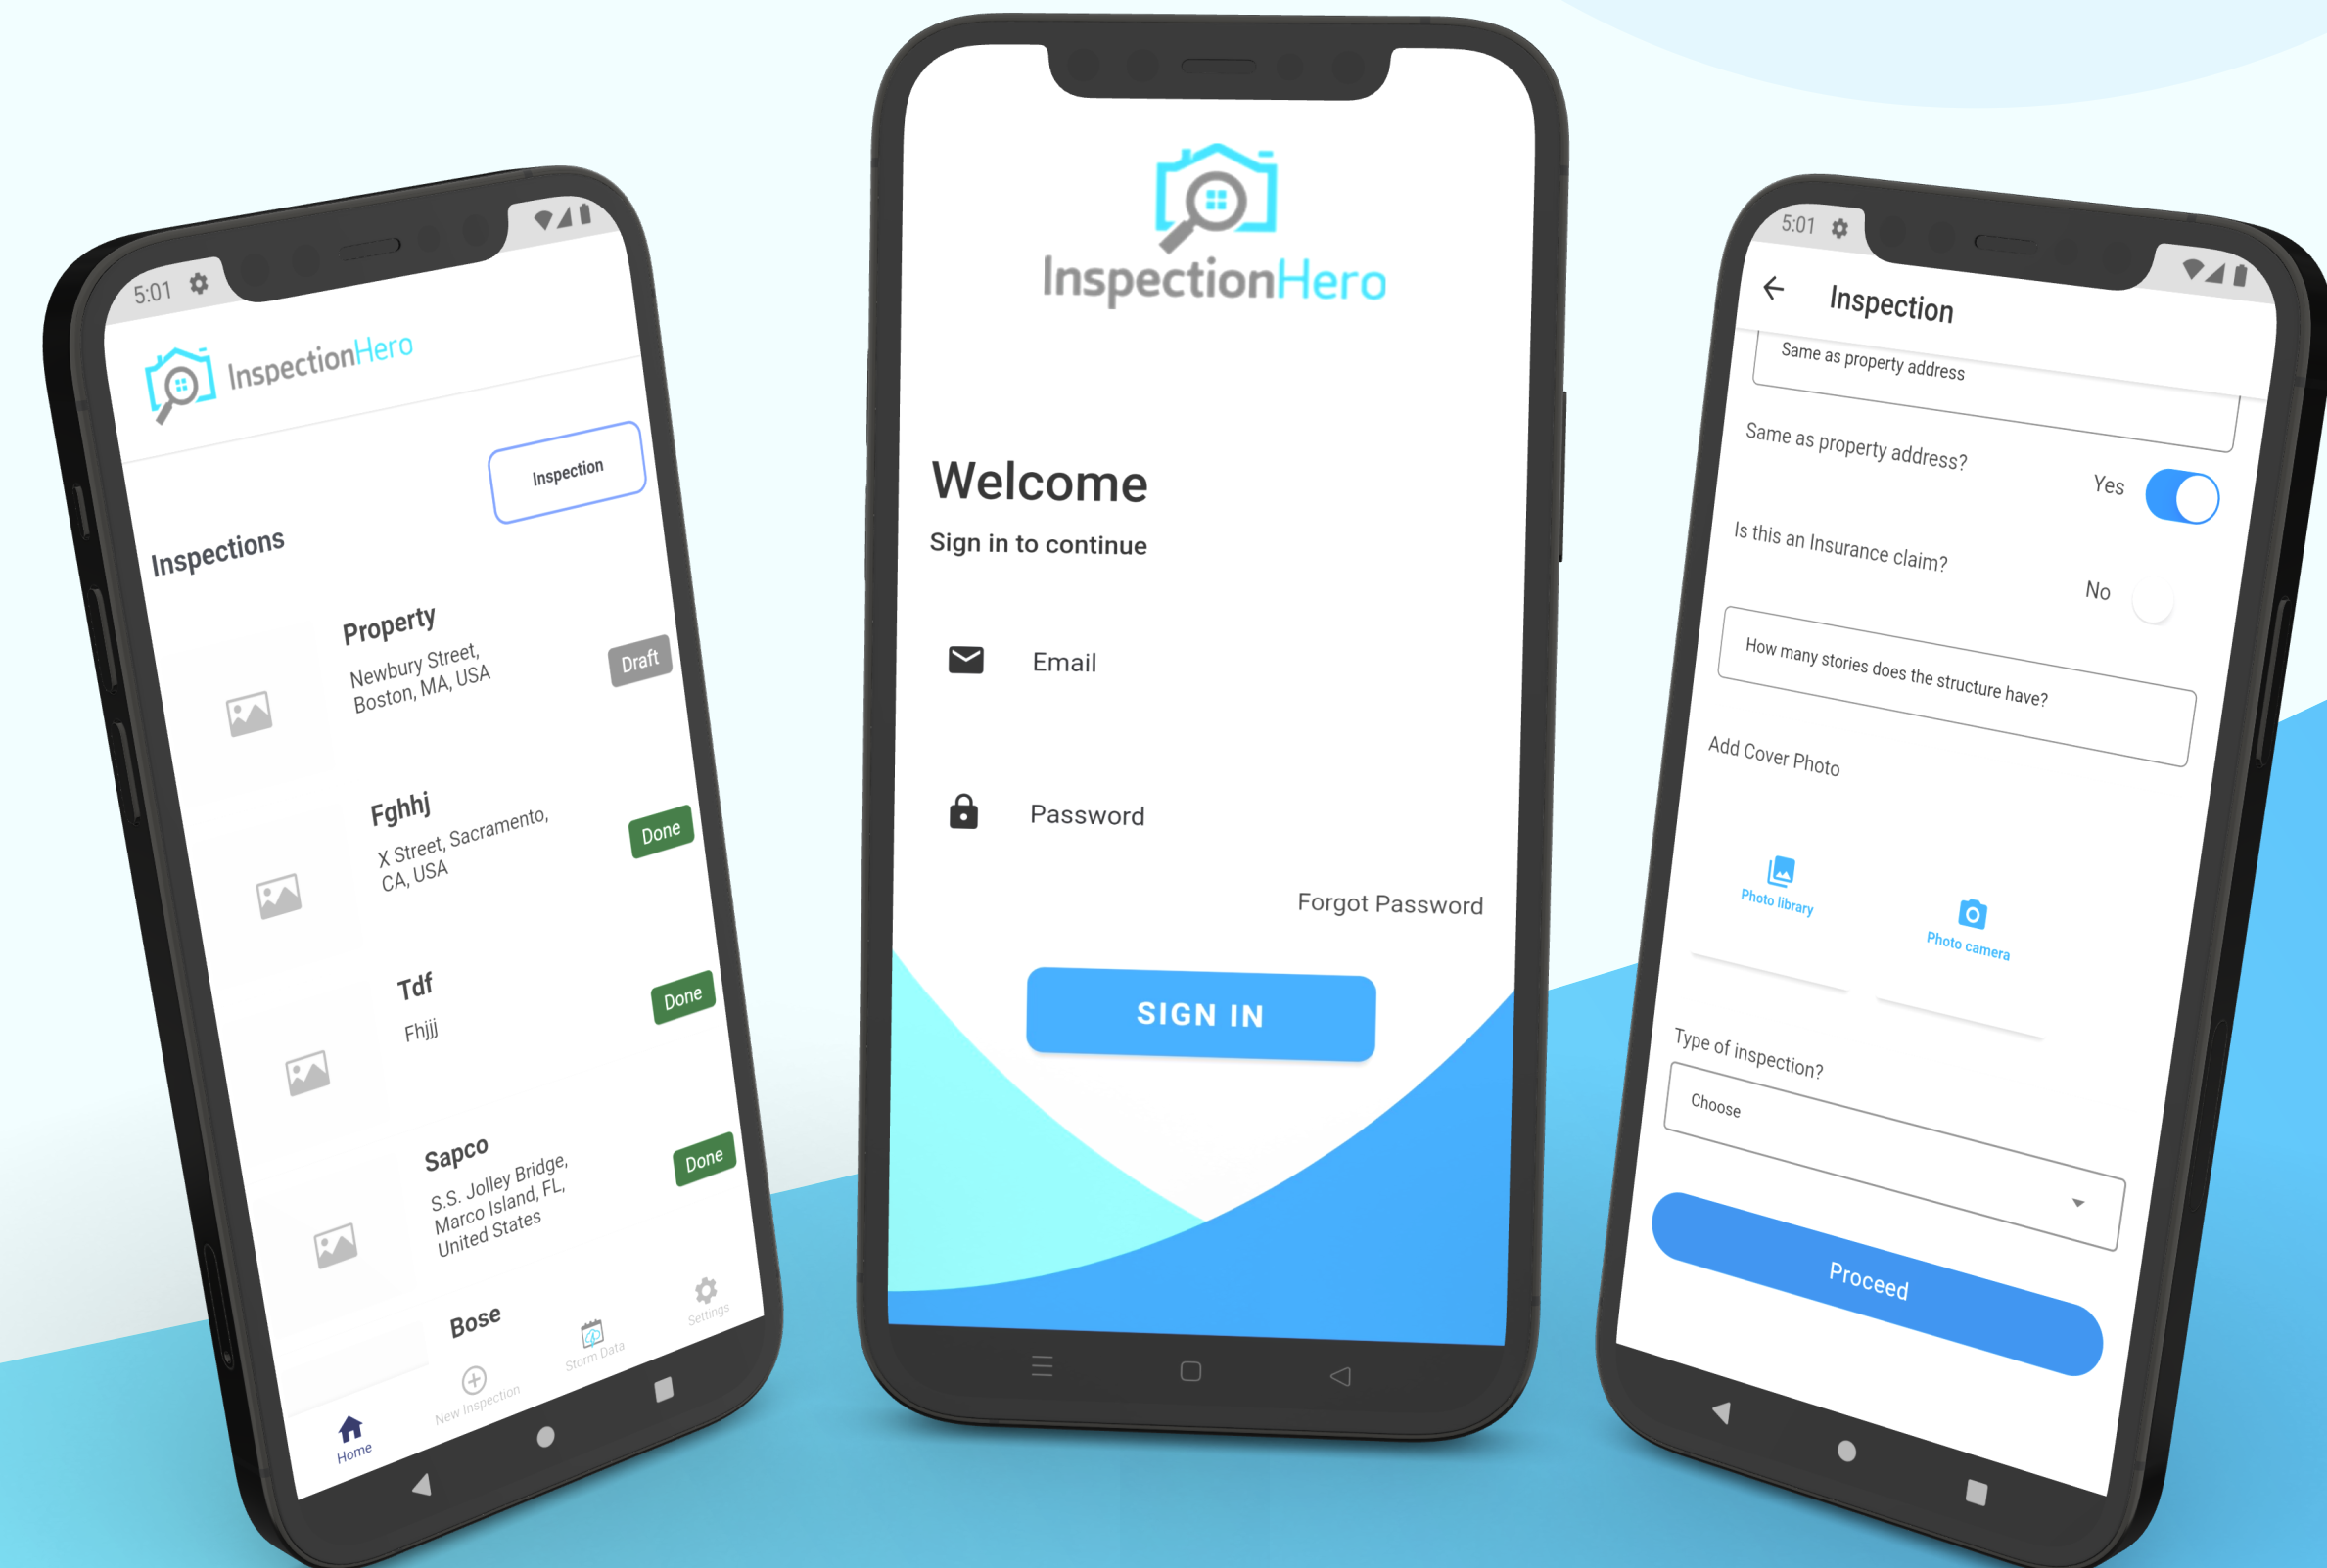 5:01
InspectionHero
Inspection
Inspections
Property
Newbury Street,
Boston, MA, USA
Draft
Fghhj
X Street, Sacramento,
CA, USA
Done
Tdf
Fhjjj
Done
Sapco
S.S. Jolley Bridge,
Marco Island, FL,
United States
Done
Bose
Home
New Inspection
Storm Data
Settings
InspectionHero
Welcome
Sign in to continue
Email
Password
Forgot Password
SIGN IN
5:01
Inspection
Same as property address
Same as property address?
Yes
Is this an Insurance claim?
No
How many stories does the structure have?
Add Cover Photo
Photo library
Photo camera
Type of inspection?
Choose
Proceed